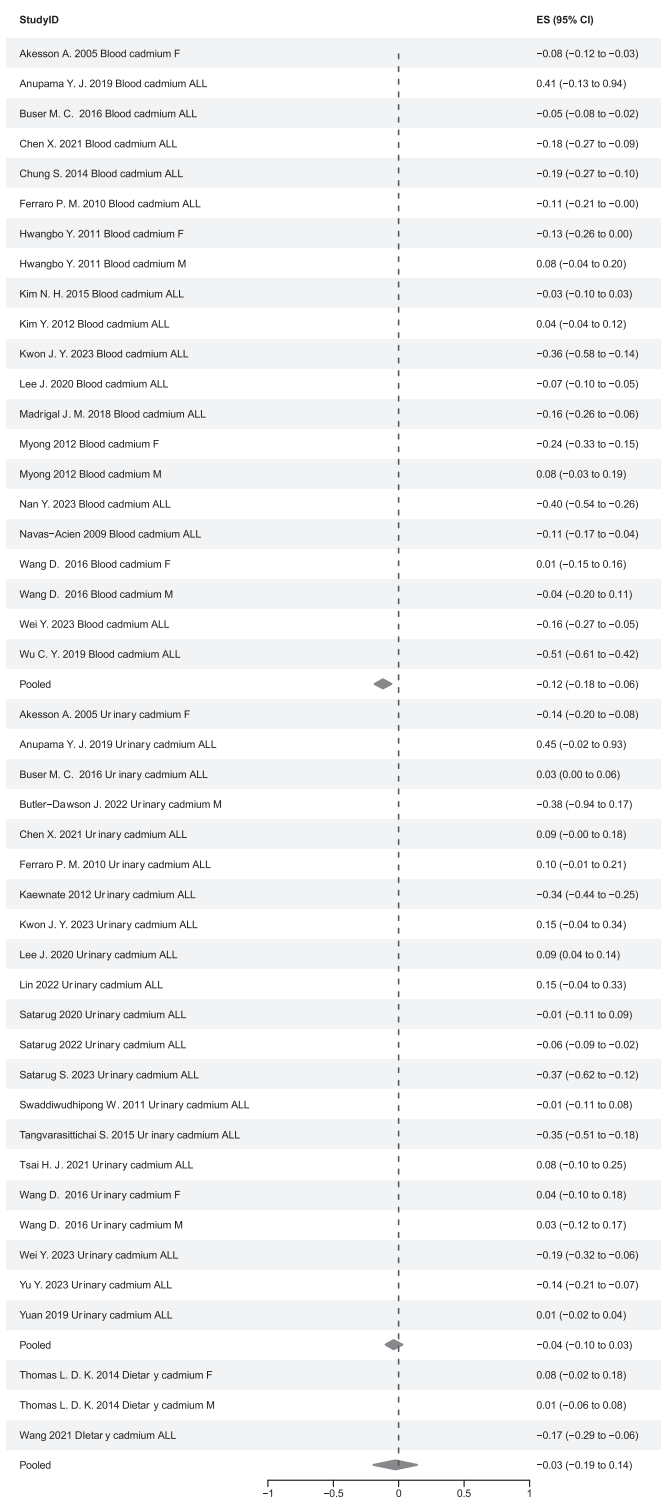 StudyID ES (95% CI)
Akesson A. 2005 Blood cadmium F −0.08 (−0.12 to −0.03)
Anupama Y. J. 2019 Blood cadmium ALL 0.41 (−0.13 to 0.94)
Buser M. C. 2016 Blood cadmium ALL −0.05 (−0.08 to −0.02)
Chen X. 2021 Blood cadmium ALL −0.18 (−0.27 to −0.09)
Chung S. 2014 Blood cadmium ALL −0.19 (−0.27 to −0.10)
Ferraro P. M. 2010 Blood cadmium ALL −0.11 (−0.21 to −0.00)
Hwangbo Y. 2011 Blood cadmium F −0.13 (−0.26 to 0.00)
Hwangbo Y. 2011 Blood cadmium M 0.08 (−0.04 to 0.20)
Kim N. H. 2015 Blood cadmium ALL −0.03 (−0.10 to 0.03)
Kim Y. 2012 Blood cadmium ALL 0.04 (−0.04 to 0.12)
Kwon J. Y. 2023 Blood cadmium ALL −0.36 (−0.58 to −0.14)
Lee J. 2020 Blood cadmium ALL −0.07 (−0.10 to −0.05)
Madrigal J. M. 2018 Blood cadmium ALL −0.16 (−0.26 to −0.06)
Myong 2012 Blood cadmium F −0.24 (−0.33 to −0.15)
Myong 2012 Blood cadmium M 0.08 (−0.03 to 0.19)
Nan Y. 2023 Blood cadmium ALL −0.40 (−0.54 to −0.26)
Navas−Acien 2009 Blood cadmium ALL −0.11 (−0.17 to −0.04)
Wang D. 2016 Blood cadmium F 0.01 (−0.15 to 0.16)
Wang D. 2016 Blood cadmium M −0.04 (−0.20 to 0.11)
Wei Y. 2023 Blood cadmium ALL −0.16 (−0.27 to −0.05)
Wu C. Y. 2019 Blood cadmium ALL −0.51 (−0.61 to −0.42)
Pooled −0.12 (−0.18 to −0.06)
Akesson A. 2005 Urinary cadmium F −0.14 (−0.20 to −0.08)
Anupama Y. J. 2019 Urinary cadmium ALL 0.45 (−0.02 to 0.93)
Buser M. C. 2016 Urinary cadmium ALL 0.03 (0.00 to 0.06)
Butler−Dawson J. 2022 Urinary cadmium M −0.38 (−0.94 to 0.17)
Chen X. 2021 Urinary cadmium ALL 0.09 (−0.00 to 0.18)
Ferraro P. M. 2010 Urinary cadmium ALL 0.10 (−0.01 to 0.21)
Kaewnate 2012 Urinary cadmium ALL −0.34 (−0.44 to −0.25)
Kwon J. Y. 2023 Urinary cadmium ALL 0.15 (−0.04 to 0.34)
Lee J. 2020 Urinary cadmium ALL 0.09 (0.04 to 0.14)
Lin 2022 Urinary cadmium ALL 0.15 (−0.04 to 0.33)
Satarug 2020 Urinary cadmium ALL −0.01 (−0.11 to 0.09)
Satarug 2022 Urinary cadmium ALL −0.06 (−0.09 to −0.02)
Satarug S. 2023 Urinary cadmium ALL −0.37 (−0.62 to −0.12)
Swaddiwudhipong W. 2011 Urinary cadmium ALL −0.01 (−0.11 to 0.08)
Tangvarasittichai S. 2015 Urinary cadmium ALL −0.35 (−0.51 to −0.18)
Tsai H. J. 2021 Urinary cadmium ALL 0.08 (−0.10 to 0.25)
Wang D. 2016 Urinary cadmium F 0.04 (−0.10 to 0.18)
Wang D. 2016 Urinary cadmium M 0.03 (−0.12 to 0.17)
Wei Y. 2023 Urinary cadmium ALL −0.19 (−0.32 to −0.06)
Yu Y. 2023 Urinary cadmium ALL −0.14 (−0.21 to −0.07)
Yuan 2019 Urinary cadmium ALL 0.01 (−0.02 to 0.04)
Pooled −0.04 (−0.10 to 0.03)
Thomas L. D. K. 2014 Dietar y cadmium F 0.08 (−0.02 to 0.18)
Thomas L. D. K. 2014 Dietar y cadmium M 0.01 (−0.06 to 0.08)
Wang 2021 DIetar y cadmium ALL −0.17 (−0.29 to −0.06)
Pooled −0.03 (−0.19 to 0.14)
−1 −0.5 0 0.5 1